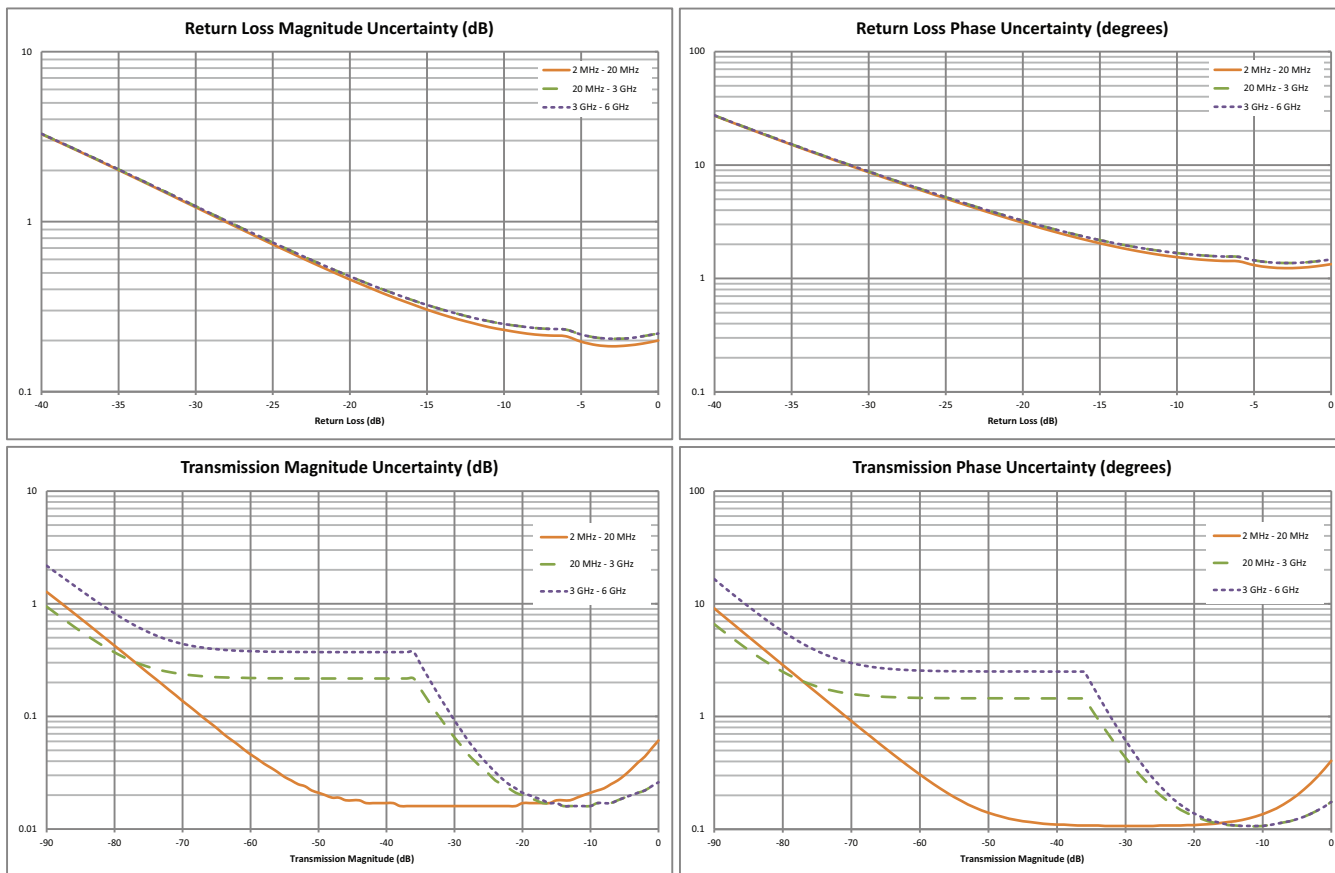 Return Loss Magnitude Uncertainty (dB)
10
1
0.1
2 MHz - 20 MHz
20 MHz - 3 GHz
3 GHz - 6 GHz
-40 -35 -30 -25 -20 -15 -10 -5 0
Return Loss (dB)
Return Loss Phase Uncertainty (degrees)
100
10
1
0.1
2 MHz - 20 MHz
20 MHz - 3 GHz
3 GHz - 6 GHz
-40 -35 -30 -25 -20 -15 -10 -5 0
Return Loss (dB)
Transmission Magnitude Uncertainty (dB)
10
1
0.1
0.01
2 MHz - 20 MHz
20 MHz - 3 GHz
3 GHz - 6 GHz
-90 -80 -70 -60 -50 -40 -30 -20 -10 0
Transmission Magnitude (dB)
Transmission Phase Uncertainty (degrees)
100
10
1
0.1
2 MHz - 20 MHz
20 MHz - 3 GHz
3 GHz - 6 GHz
-90 -80 -70 -60 -50 -40 -30 -20 -10 0
Transmission Magnitude (dB)